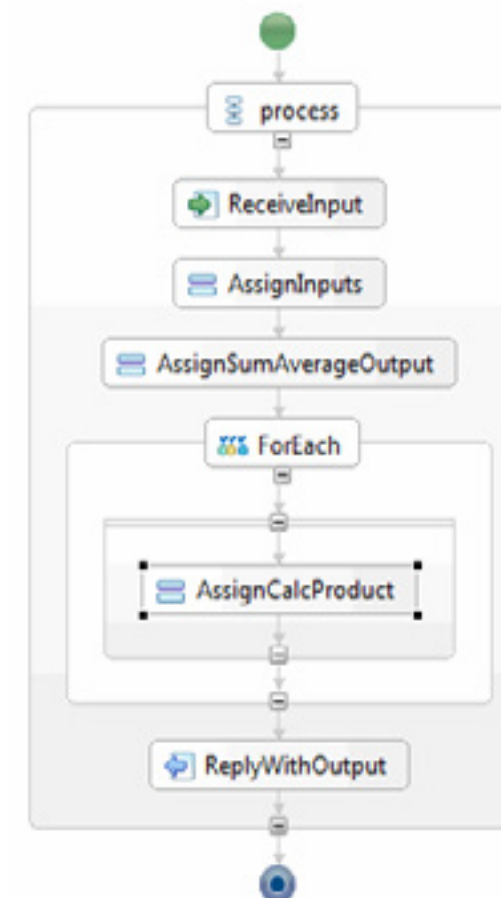 process
ReceiveInput
AssignInputs
AssignSumAverageOutput
ForEach
AssignCalcProduct
ReplyWithOutput